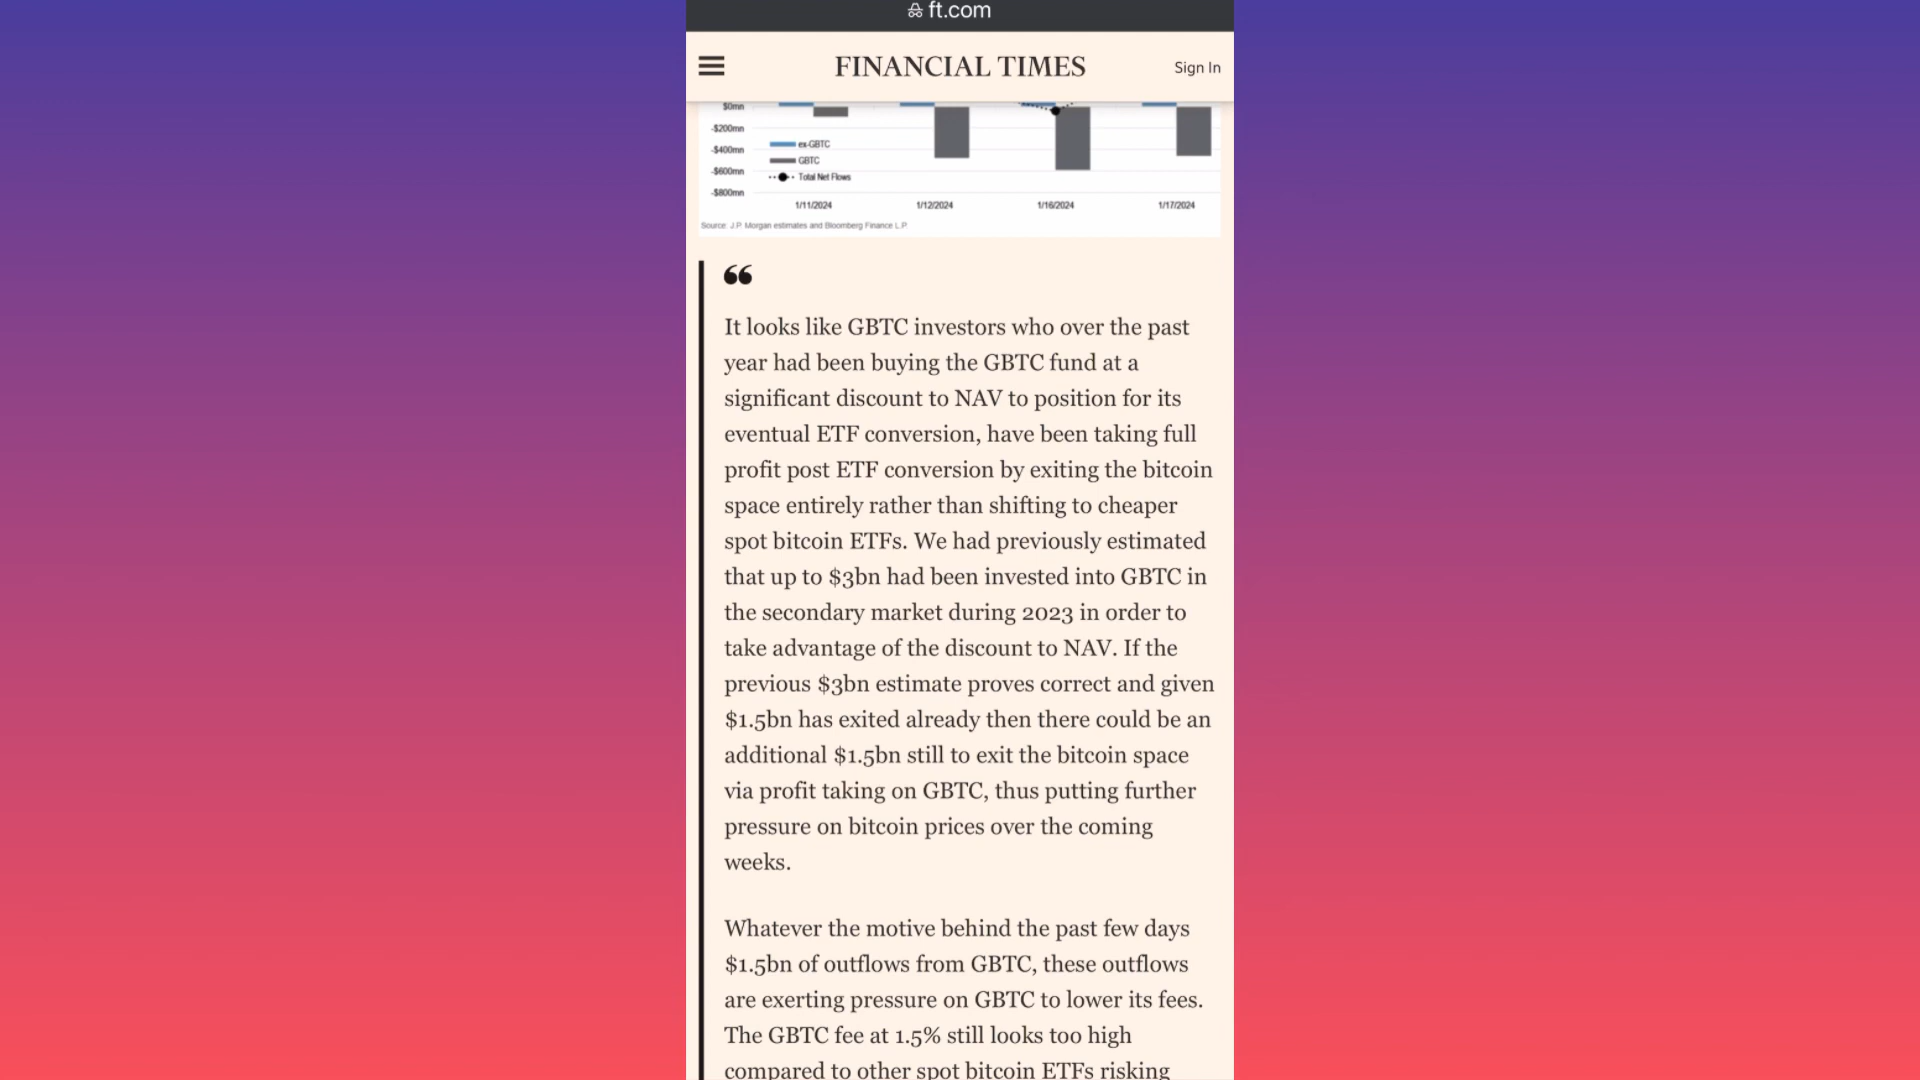 ft.com
FINANCIAL TIMES
Sign In
$0mn
-$200mn
-$400mn
-$600mn
-$800mn
ex-GBTC
GBTC
Total Net Flows
1/11/2024
1/12/2024
1/16/2024
1/17/2024
Source: J.P. Morgan estimates and Bloomberg Finance L.P.
“
It looks like GBTC investors who over the past
year had been buying the GBTC fund at a
significant discount to NAV to position for its
eventual ETF conversion, have been taking full
profit post ETF conversion by exiting the bitcoin
space entirely rather than shifting to cheaper
spot bitcoin ETFs. We had previously estimated
that up to $3bn had been invested into GBTC in
the secondary market during 2023 in order to
take advantage of the discount to NAV. If the
previous $3bn estimate proves correct and given
$1.5bn has exited already then there could be an
additional $1.5bn still to exit the bitcoin space
via profit taking on GBTC, thus putting further
pressure on bitcoin prices over the coming
weeks.
Whatever the motive behind the past few days
$1.5bn of outflows from GBTC, these outflows
are exerting pressure on GBTC to lower its fees.
The GBTC fee at 1.5% still looks too high
compared to other spot bitcoin ETFs risking